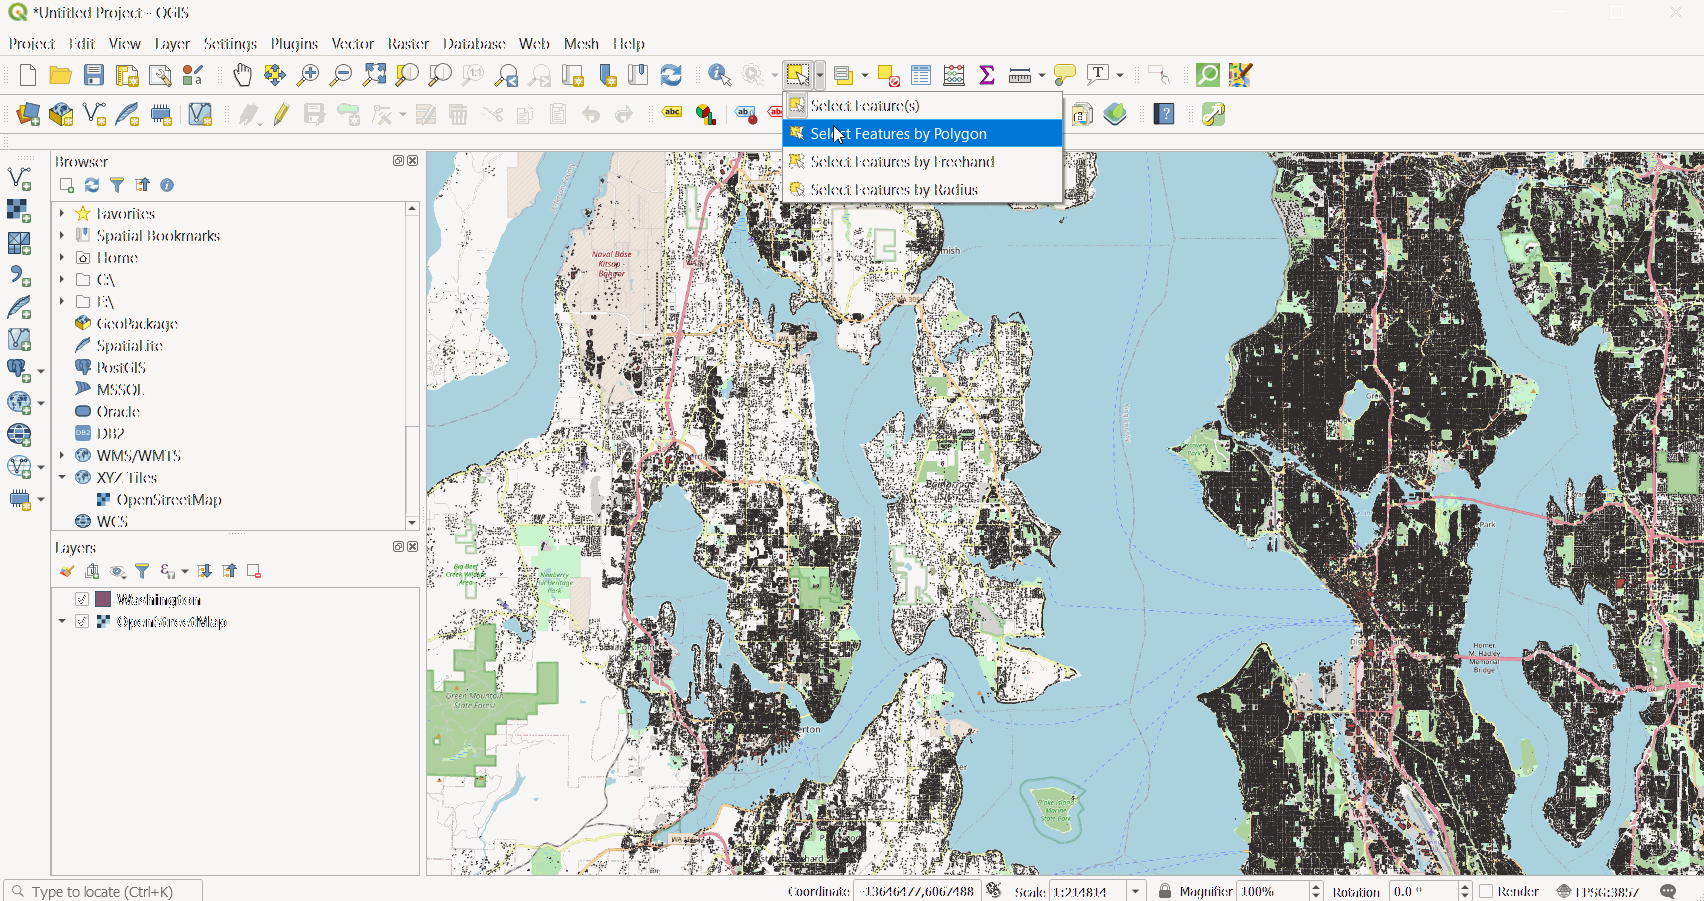 *Untitled Project - QGIS
Project Edit View Layer Settings Plugins Vector Raster Database Web Mesh Help
Select Feature(s)
Select Features by Polygon
Select Features by Freehand
Select Features by Radius
Browser
Favorites
Spatial Bookmarks
Home
C:\
E:\
GeoPackage
SpatiaLite
PostGIS
MSSQL
Oracle
DB2
WMS/WMTS
XYZ Tiles
OpenStreetMap
WCS
Layers
Washington
OpenStreetMap
Naval Base
Kitsap -
Bangor
Green Mountain
State Forest
Big Beef
Creek Wildlife
Area
Newberry
Hill Heritage
Park
Blake Island
Marine
State Park
Homer
M. Hadley
Memorial
Bridge
Park
Type to locate (Ctrl+K)
Coordinate -13646477,6067488 Scale 1:214814 Magnifier 100% Rotation 0.0 ° Render EPSG:3857